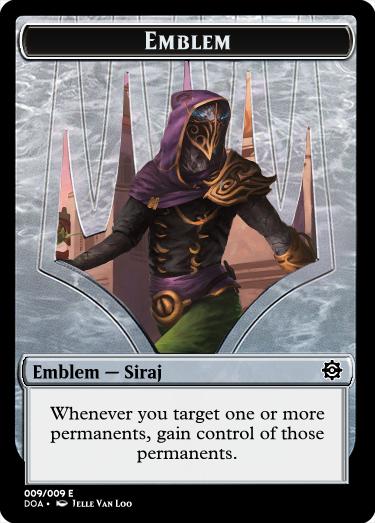 EMBLEM
Emblem — Siraj
Whenever you target one or more
permanents, gain control of those
permanents.
009/009 E
DOA • JELLE VAN LOO